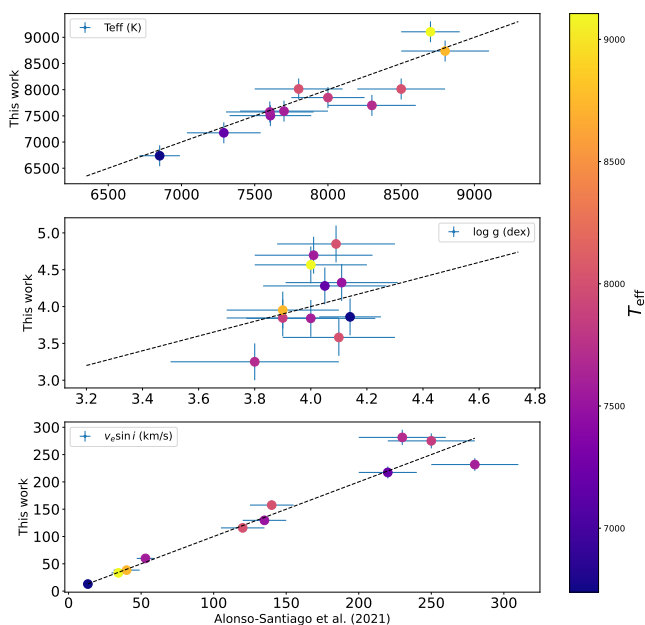 Teff (K)
This work
9000
8500
8000
7500
7000
6500
6500 7000 7500 8000 8500 9000
log g (dex)
This work
5.0
4.5
4.0
3.5
3.0
3.2 3.4 3.6 3.8 4.0 4.2 4.4 4.6 4.8
vₑsin i (km/s)
This work
300
250
200
150
100
50
0
0 50 100 150 200 250 300
Alonso-Santiago et al. (2021)
9000
8500
8000
7500
7000
T_eff